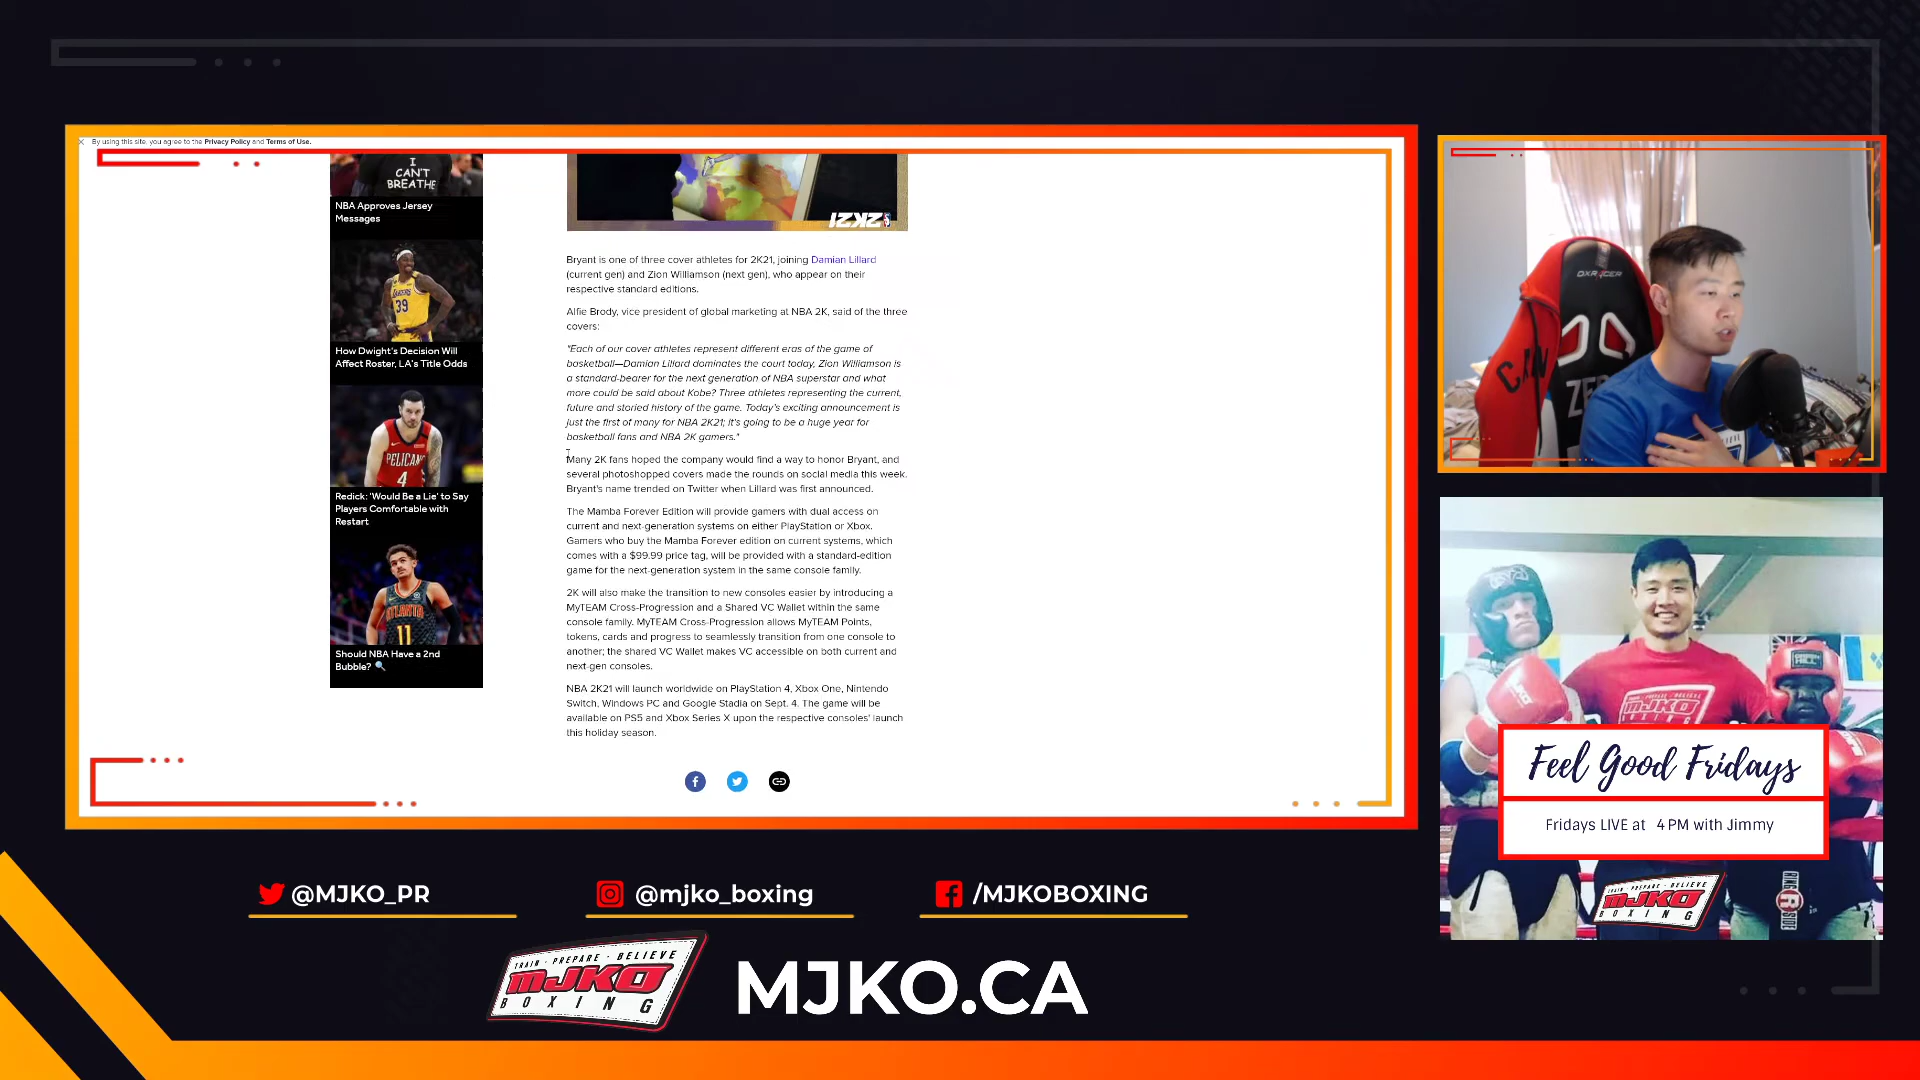 By using this site, you agree to the Privacy Policy and Terms of Use.
I
CAN'T
BREATHE
NBA Approves Jersey
Messages
LAKERS
39
How Dwight's Decision Will
Affect Roster, LA's Title Odds
PELICANS
4
Redick: 'Would Be a Lie' to Say
Players Comfortable with
Restart
ATLANTA
11
Should NBA Have a 2nd
Bubble? 🔍
2K21
Bryant is one of three cover athletes for 2K21, joining Damian Lillard
(current gen) and Zion Williamson (next gen), who appear on their
respective standard editions.
Alfie Brody, vice president of global marketing at NBA 2K, said of the three
covers:
"Each of our cover athletes represent different eras of the game of
basketball—Damian Lillard dominates the court today, Zion Williamson is
a standard-bearer for the next generation of NBA superstar and what
more could be said about Kobe? Three athletes representing the current,
future and storied history of the game. Today's exciting announcement is
just the first of many for NBA 2K21; it's going to be a huge year for
basketball fans and NBA 2K gamers."
Many 2K fans hoped the company would find a way to honor Bryant, and
several photoshopped covers made the rounds on social media this week.
Bryant's name trended on Twitter when Lillard was first announced.
The Mamba Forever Edition will provide gamers with dual access on
current and next-generation systems on either PlayStation or Xbox.
Gamers who buy the Mamba Forever edition on current systems, which
comes with a $99.99 price tag, will be provided with a standard-edition
game for the next-generation system in the same console family.
2K will also make the transition to new consoles easier by introducing a
MyTEAM Cross-Progression and a Shared VC Wallet within the same
console family. MyTEAM Cross-Progression allows MyTEAM Points,
tokens, cards and progress to seamlessly transition from one console to
another; the shared VC Wallet makes VC accessible on both current and
next-gen consoles.
NBA 2K21 will launch worldwide on PlayStation 4, Xbox One, Nintendo
Switch, Windows PC and Google Stadia on Sept. 4. The game will be
available on PS5 and Xbox Series X upon the respective consoles' launch
this holiday season.
DXRACER
MJKO
BOXING
Feel Good Fridays
Fridays LIVE at 4 PM with Jimmy
TRAIN · PREPARE · BELIEVE
MJKO
BOXING
RINGSIDE
@MJKO_PR
@mjko_boxing
/MJKOBOXING
TRAIN · PREPARE · BELIEVE
MJKO
BOXING
MJKO.CA